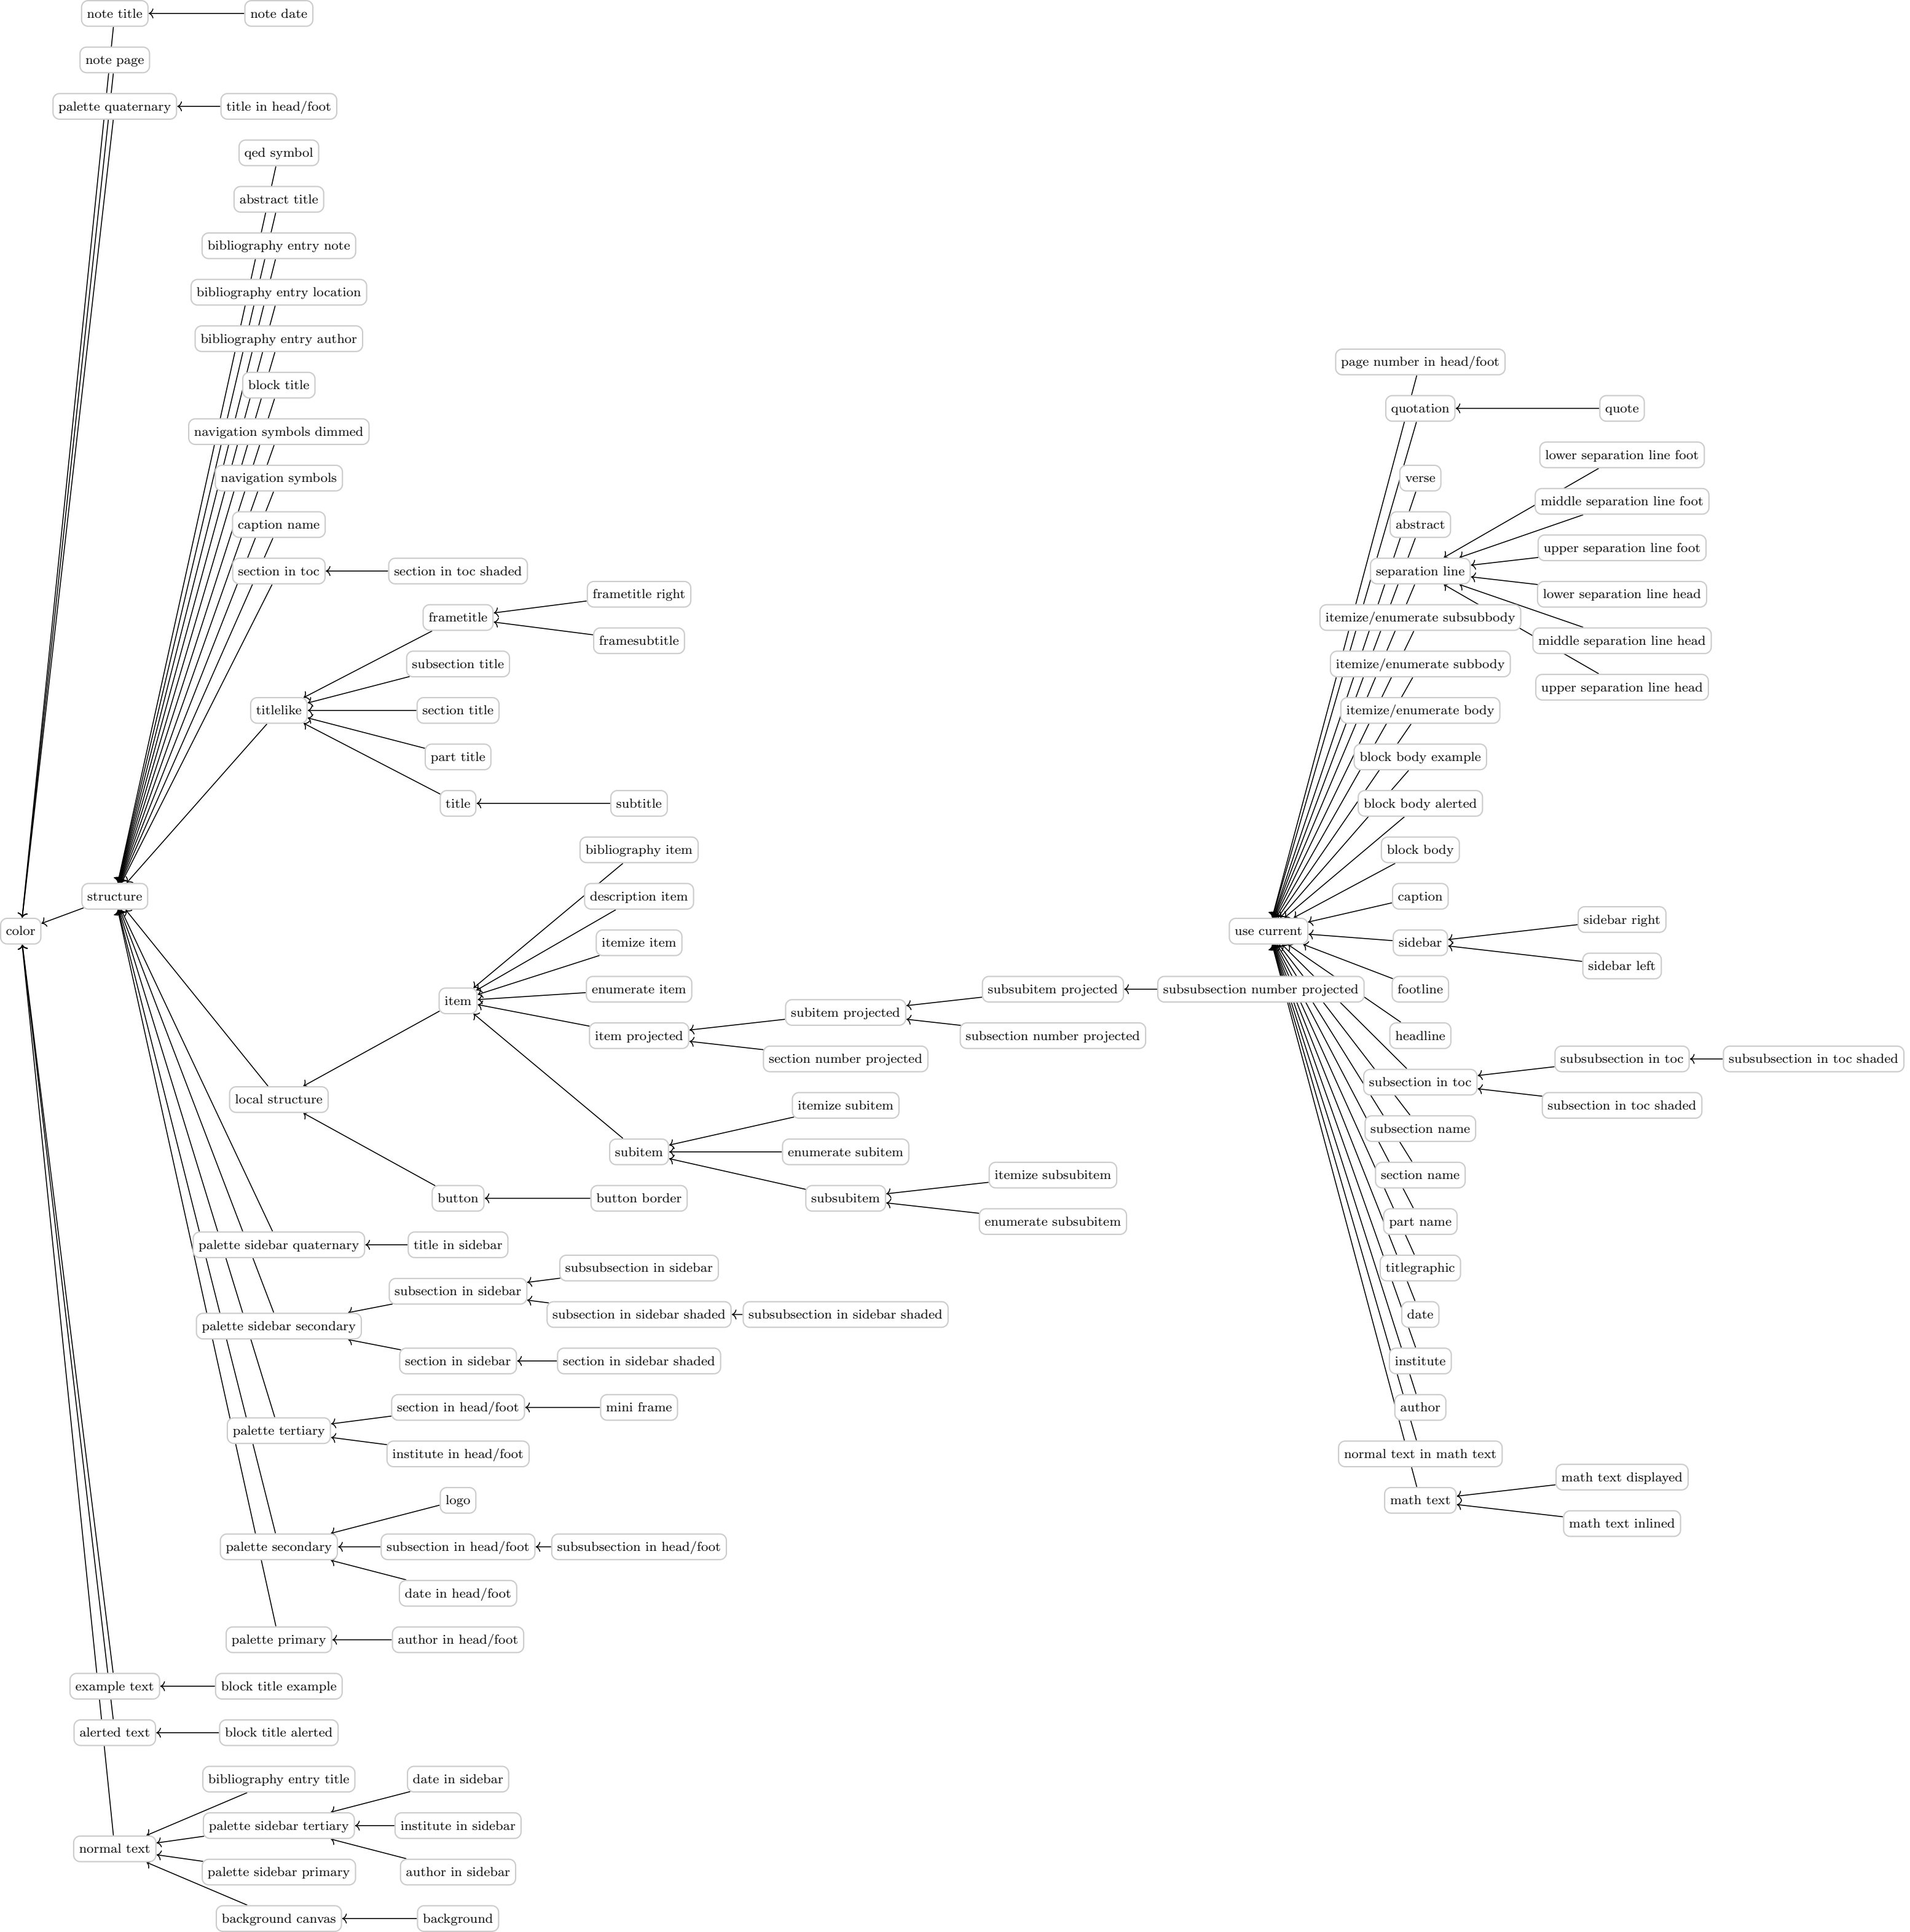 note title
note date
note page
palette quaternary
title in head/foot
qed symbol
abstract title
bibliography entry note
bibliography entry location
bibliography entry author
block title
navigation symbols dimmed
navigation symbols
caption name
section in toc
section in toc shaded
frametitle
frametitle right
framesubtitle
subsection title
titlelike
section title
part title
title
subtitle
bibliography item
structure
description item
color
itemize item
item
enumerate item
item projected
subitem projected
subsubitem projected
subsubsection number projected
subsection number projected
section number projected
local structure
itemize subitem
subitem
enumerate subitem
itemize subsubitem
subsubitem
enumerate subsubitem
button
button border
palette sidebar quaternary
title in sidebar
subsubsection in sidebar
subsection in sidebar
subsection in sidebar shaded
subsubsection in sidebar shaded
palette sidebar secondary
section in sidebar
section in sidebar shaded
section in head/foot
mini frame
palette tertiary
institute in head/foot
logo
palette secondary
subsection in head/foot
subsubsection in head/foot
date in head/foot
palette primary
author in head/foot
example text
block title example
alerted text
block title alerted
bibliography entry title
date in sidebar
palette sidebar tertiary
institute in sidebar
normal text
palette sidebar primary
author in sidebar
background canvas
background
page number in head/foot
quotation
quote
lower separation line foot
verse
middle separation line foot
abstract
upper separation line foot
separation line
lower separation line head
itemize/enumerate subsubbody
middle separation line head
itemize/enumerate subbody
upper separation line head
itemize/enumerate body
block body example
block body alerted
block body
caption
sidebar right
use current
sidebar
sidebar left
footline
headline
subsubsection in toc
subsubsection in toc shaded
subsection in toc
subsection in toc shaded
subsection name
section name
part name
titlegraphic
date
institute
author
normal text in math text
math text displayed
math text
math text inlined